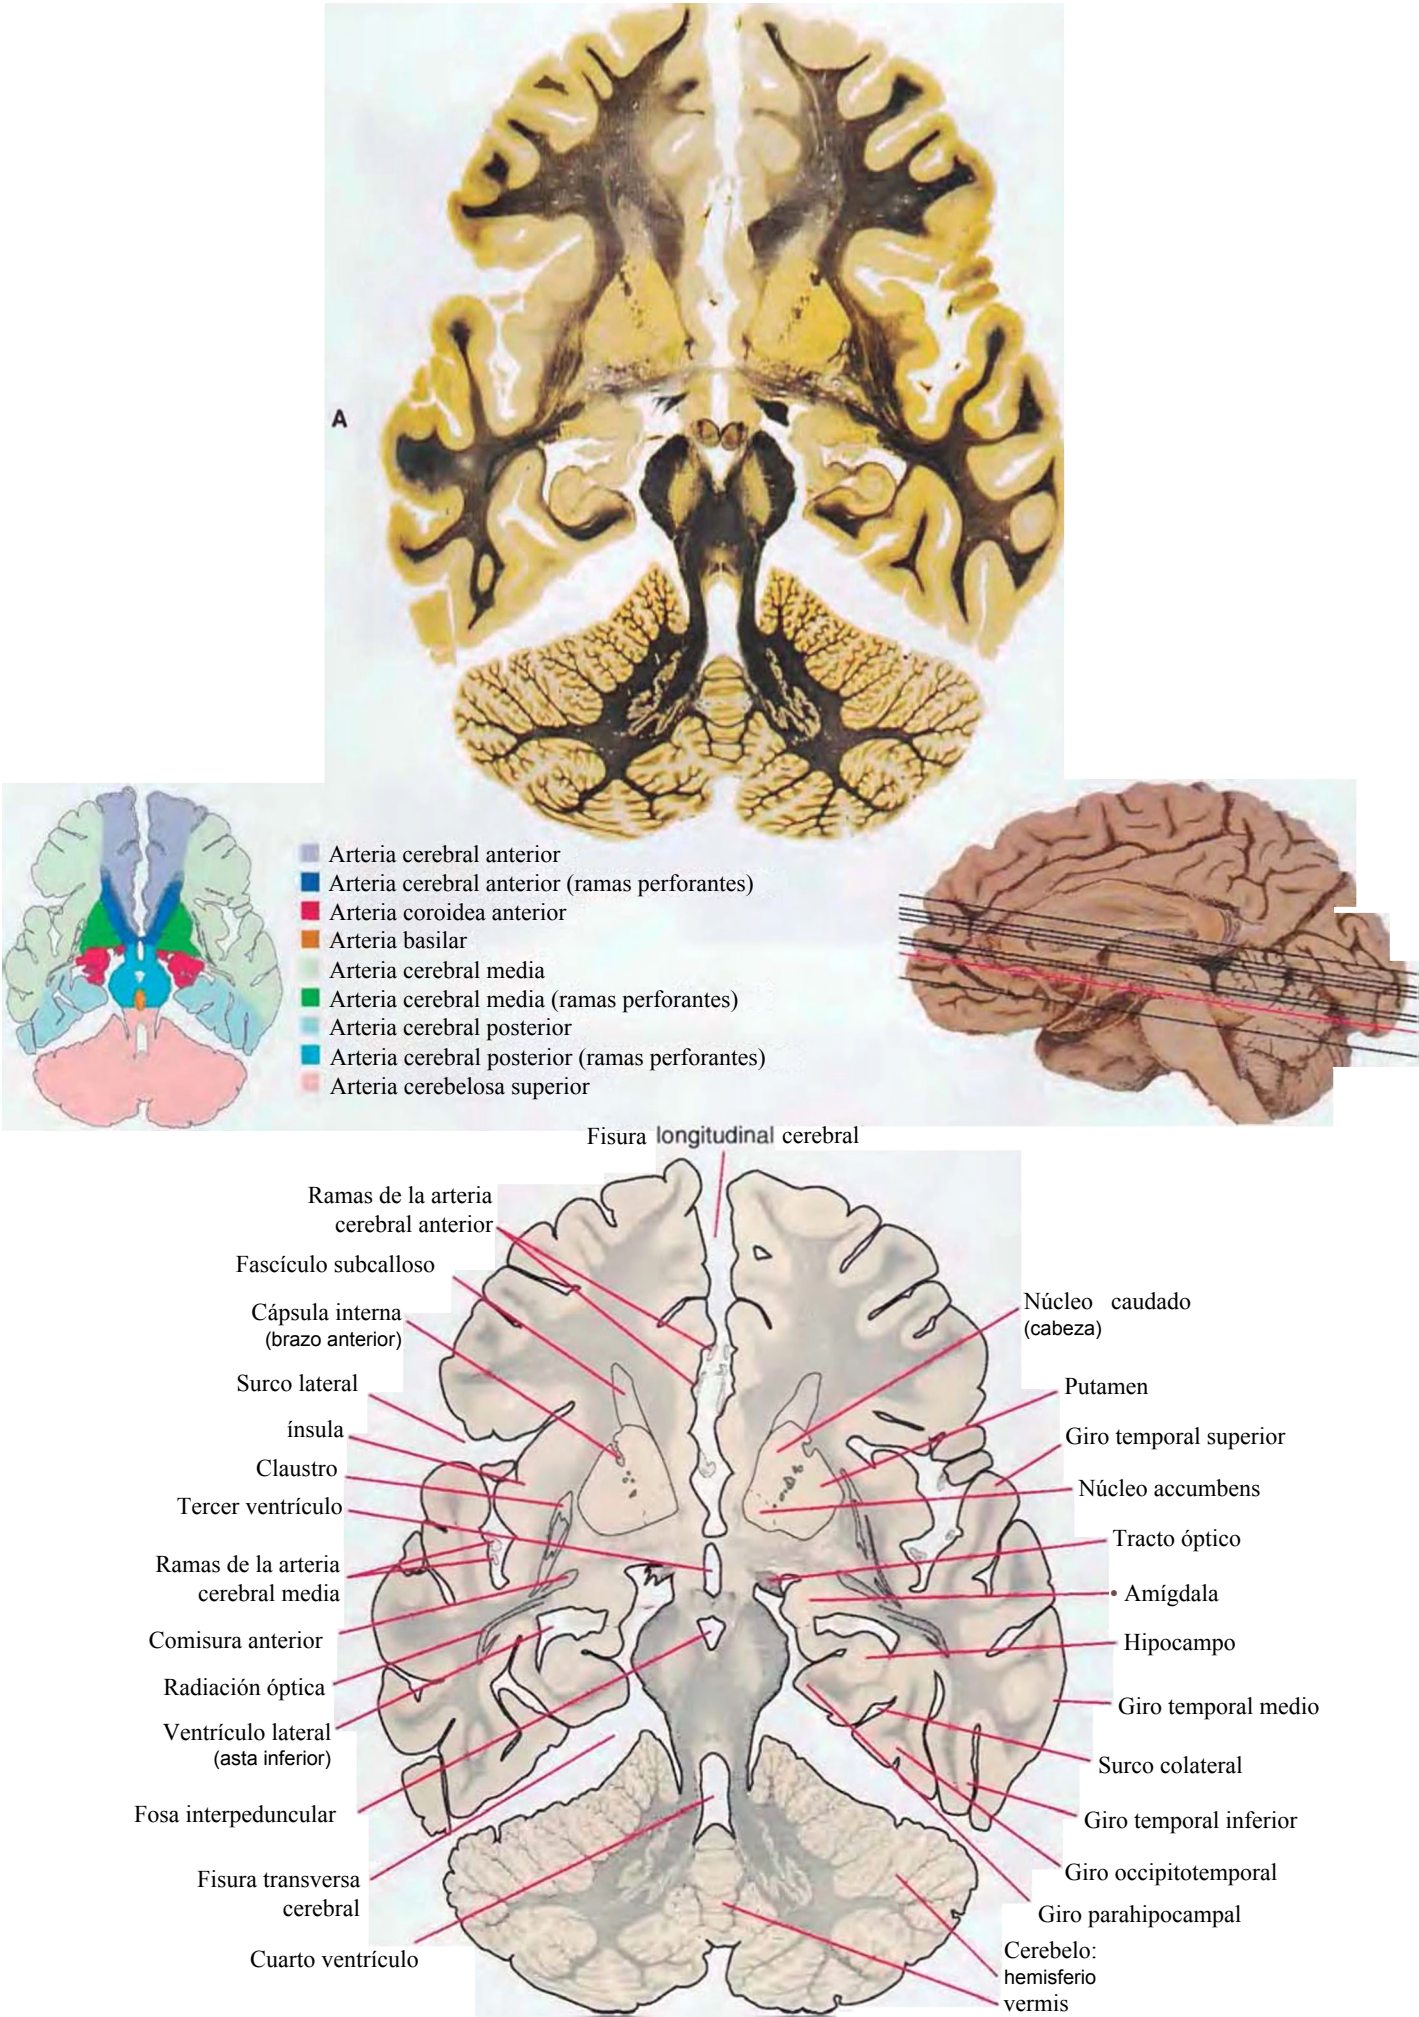 A
Arteria cerebral anterior
Arteria cerebral anterior (ramas perforantes)
Arteria coroidea anterior
Arteria basilar
Arteria cerebral media
Arteria cerebral media (ramas perforantes)
Arteria cerebral posterior
Arteria cerebral posterior (ramas perforantes)
Arteria cerebelosa superior
Fisura longitudinal cerebral
Ramas de la arteria
cerebral anterior
Fascículo subcalloso
Cápsula interna
(brazo anterior)
Surco lateral
ínsula
Claustro
Tercer ventrículo
Ramas de la arteria
cerebral media
Comisura anterior
Radiación óptica
Ventrículo lateral
(asta inferior)
Fosa interpeduncular
Fisura transversa
cerebral
Cuarto ventrículo
Núcleo caudado
(cabeza)
Putamen
Giro temporal superior
Núcleo accumbens
Tracto óptico
Amígdala
Hipocampo
Giro temporal medio
Surco colateral
Giro temporal inferior
Giro occipitotemporal
Giro parahipocampal
Cerebelo:
hemisferio
vermis